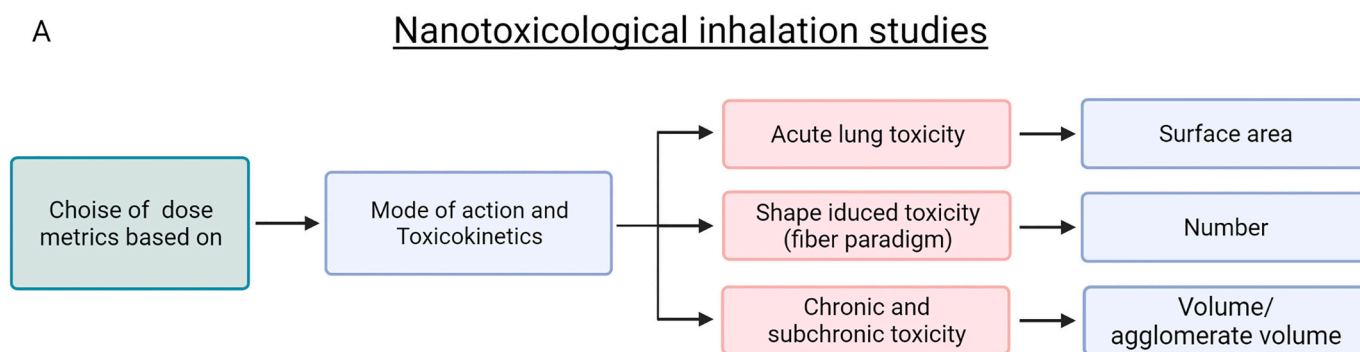 A
Nanotoxicological inhalation studies
Choise of dose
metrics based on
Mode of action and
Toxicokinetics
Acute lung toxicity
Surface area
Shape iduced toxicity
(fiber paradigm)
Number
Chronic and
subchronic toxicity
Volume/
agglomerate volume